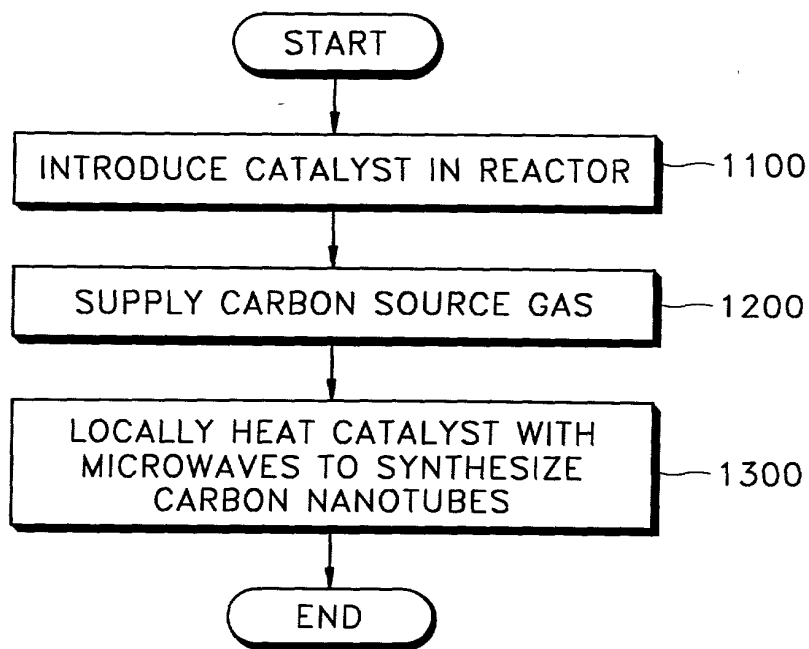 START
INTRODUCE CATALYST IN REACTOR
1100
SUPPLY CARBON SOURCE GAS
1200
LOCALLY HEAT CATALYST WITH
MICROWAVES TO SYNTHESIZE
CARBON NANOTUBES
1300
END